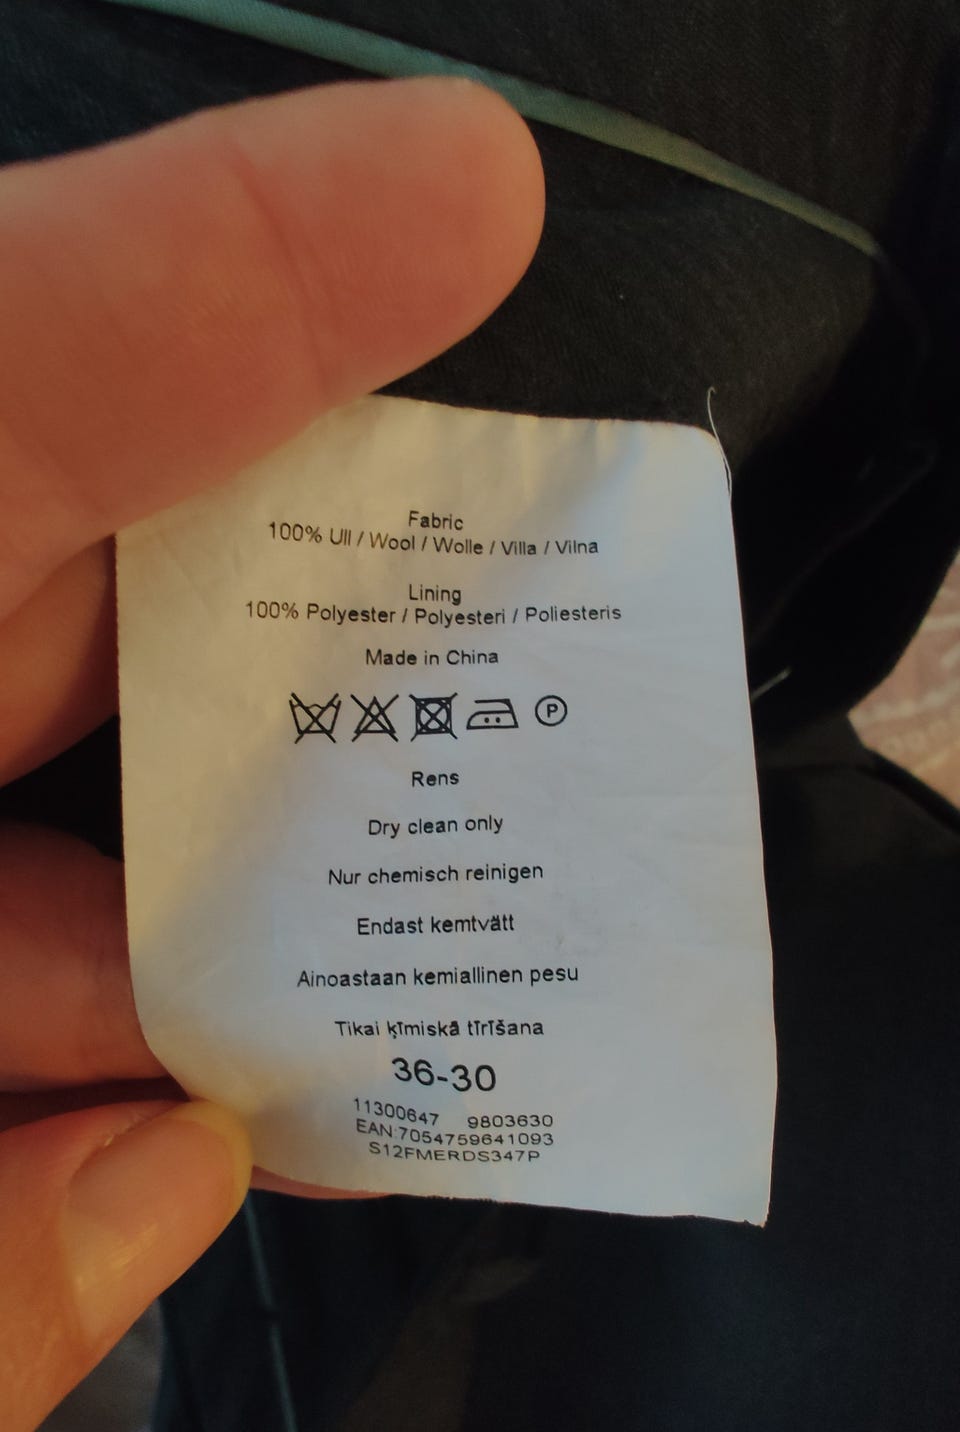 Fabric
100% Ull / Wool / Wolle / Villa / Vilna
Lining
100% Polyester / Polyesteri / Poliesteris
Made in China
P
Rens
Dry clean only
Nur chemisch reinigen
Endast kemtvätt
Ainoastaan kemiallinen pesu
Tikai ķīmiskā tīrīšana
36-30
11300647 9803630
EAN:7054759641093
S12FMERDS347P